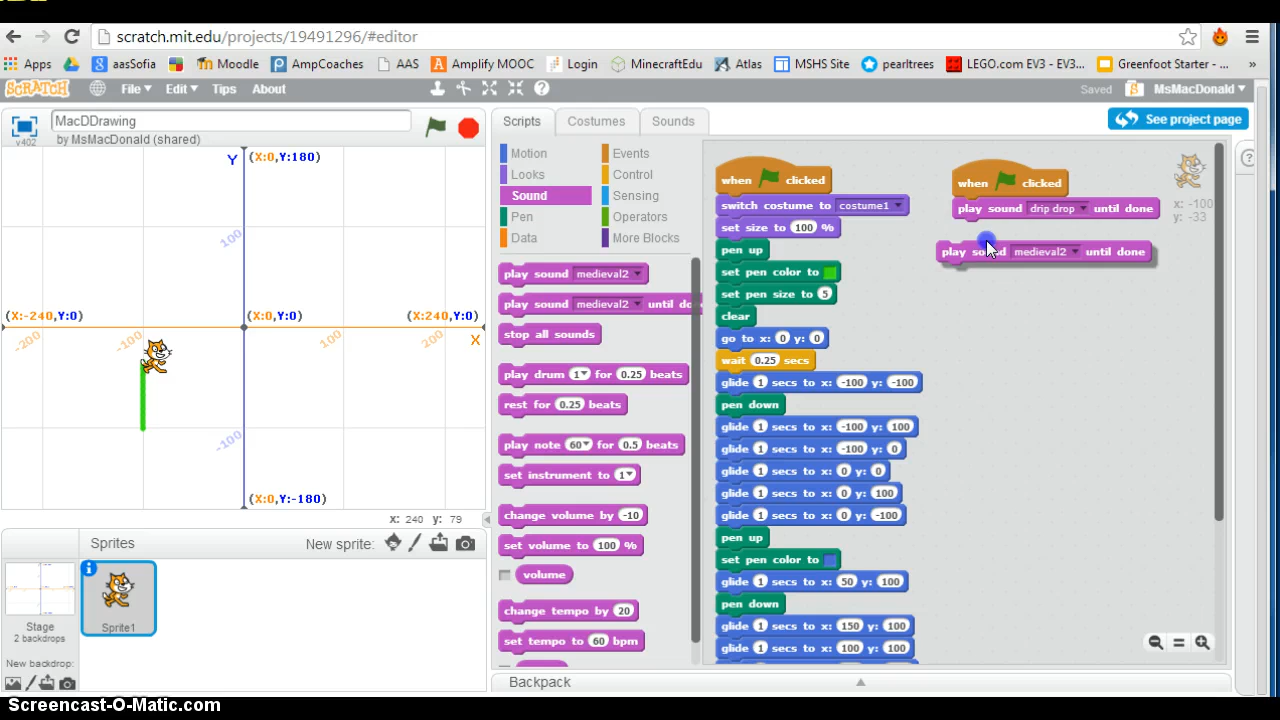 scratch.mit.edu/projects/19491296/#editor
Apps aasSofia Moodle AmpCoaches AAS Amplify MOOC Login MinecraftEdu Atlas MSHS Site pearltrees LEGO.com EV3 - EV3... Greenfoot Starter - ... »
SCRATCH File Edit Tips About Saved MsMacDonald
MacDDrawing
by MsMacDonald (shared)
v402
Scripts Costumes Sounds
See project page
Y (X:0,Y:180)
100
(X:-240,Y:0) (X:0,Y:0) (X:240,Y:0)
-200 -100 100 200 X
-100
(X:0,Y:-180)
x: 240 y: 79
Sprites New sprite:
Stage
2 backdrops
Sprite1
New backdrop:
Motion Events
Looks Control
Sound Sensing
Pen Operators
Data More Blocks
play sound medieval2
play sound medieval2 until do
stop all sounds
play drum 1 for 0.25 beats
rest for 0.25 beats
play note 60 for 0.5 beats
set instrument to 1
change volume by -10
set volume to 100 %
volume
change tempo by 20
set tempo to 60 bpm
when clicked
switch costume to costume1
set size to 100 %
pen up
set pen color to
set pen size to 5
clear
go to x: 0 y: 0
wait 0.25 secs
glide 1 secs to x: -100 y: -100
pen down
glide 1 secs to x: -100 y: 100
glide 1 secs to x: -100 y: 0
glide 1 secs to x: 0 y: 0
glide 1 secs to x: 0 y: 100
glide 1 secs to x: 0 y: -100
pen up
set pen color to
glide 1 secs to x: 50 y: 100
pen down
glide 1 secs to x: 150 y: 100
glide 1 secs to x: 100 y: 100
when clicked
play sound drip drop until done
play sound medieval2 until done
x: -100
y: -33
Backpack
Screencast-O-Matic.com